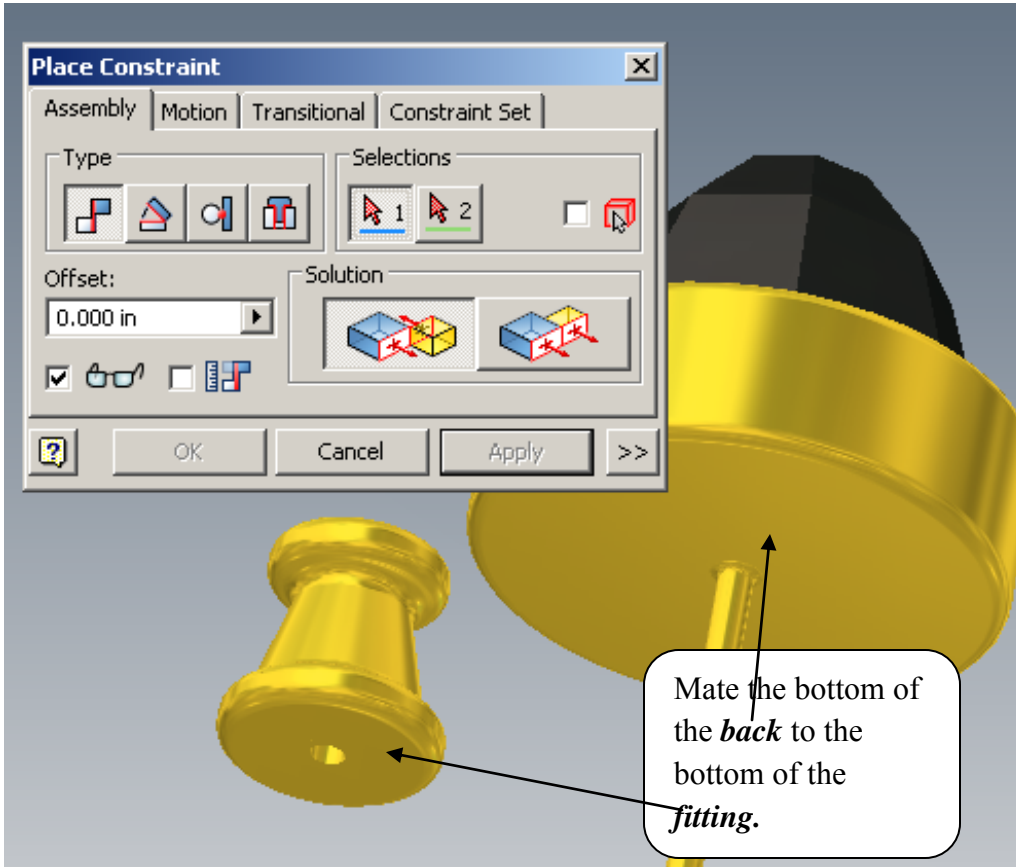 Place Constraint
Assembly Motion Transitional Constraint Set
Type
Selections
1 2
Offset:
0.000 in
Solution
? OK Cancel Apply >>
Mate the bottom of
the back to the
bottom of the
fitting.